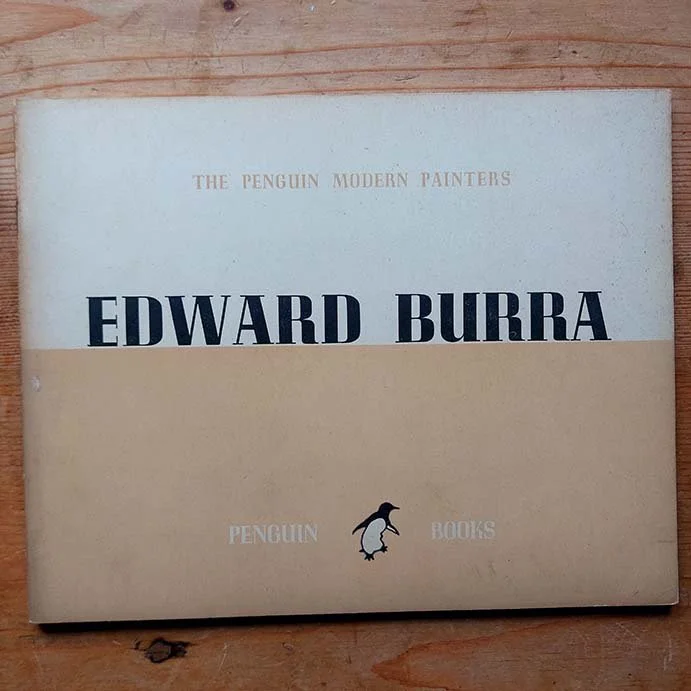 THE PENGUIN MODERN PAINTERS
EDWARD BURRA
PENGUIN BOOKS